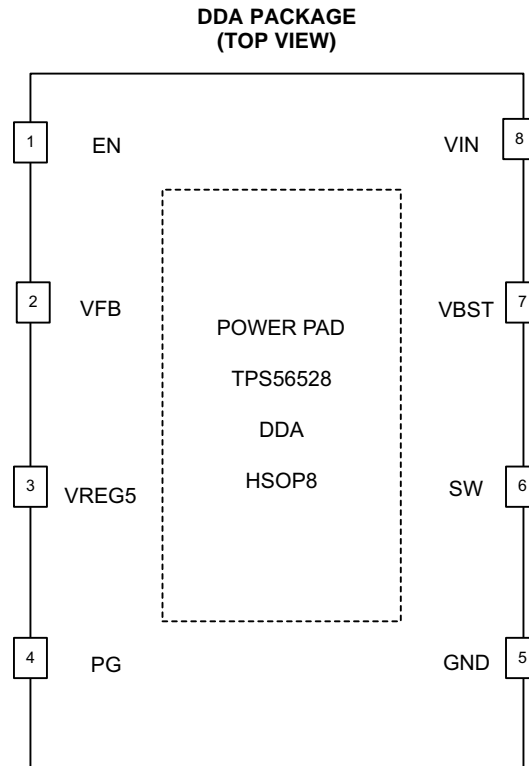 DDA PACKAGE
(TOP VIEW)
1 EN VIN 8
2 VFB VBST 7
POWER PAD
TPS56528
DDA
HSOP8
3 VREG5 SW 6
4 PG GND 5